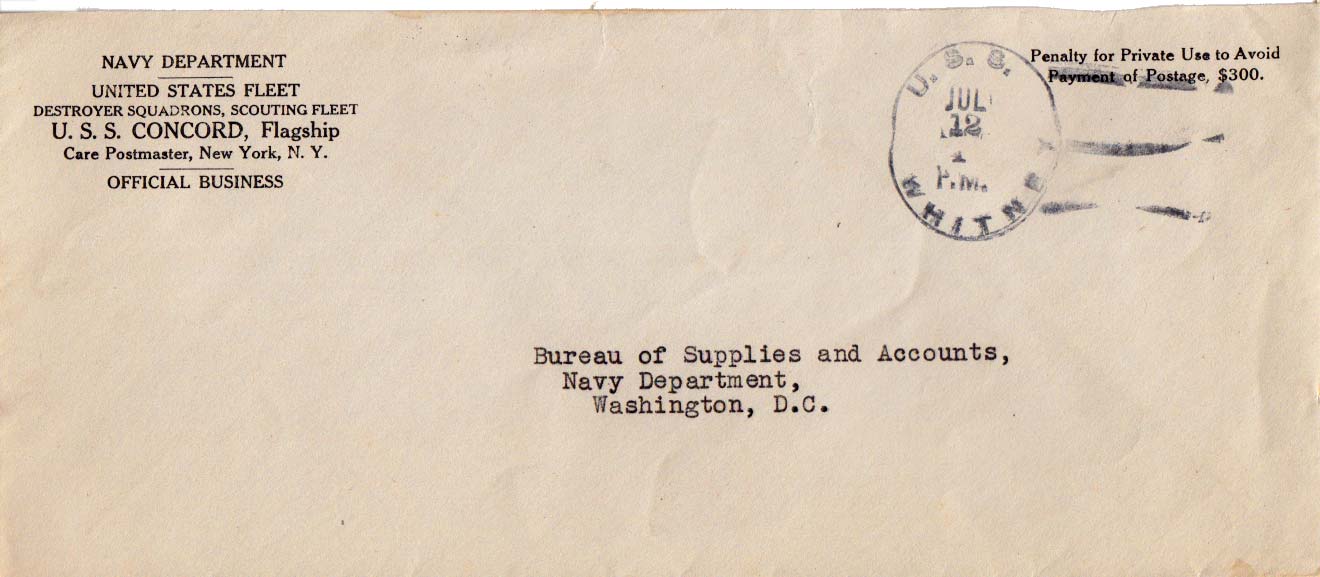 NAVY DEPARTMENT
UNITED STATES FLEET
DESTROYER SQUADRONS, SCOUTING FLEET
U. S. S. CONCORD, Flagship
Care Postmaster, New York, N. Y.
OFFICIAL BUSINESS
U. S. S.
JUL
12
P.M.
WHITNEY
Penalty for Private Use to Avoid
Payment of Postage, $300.
Bureau of Supplies and Accounts,
Navy Department,
Washington, D.C.